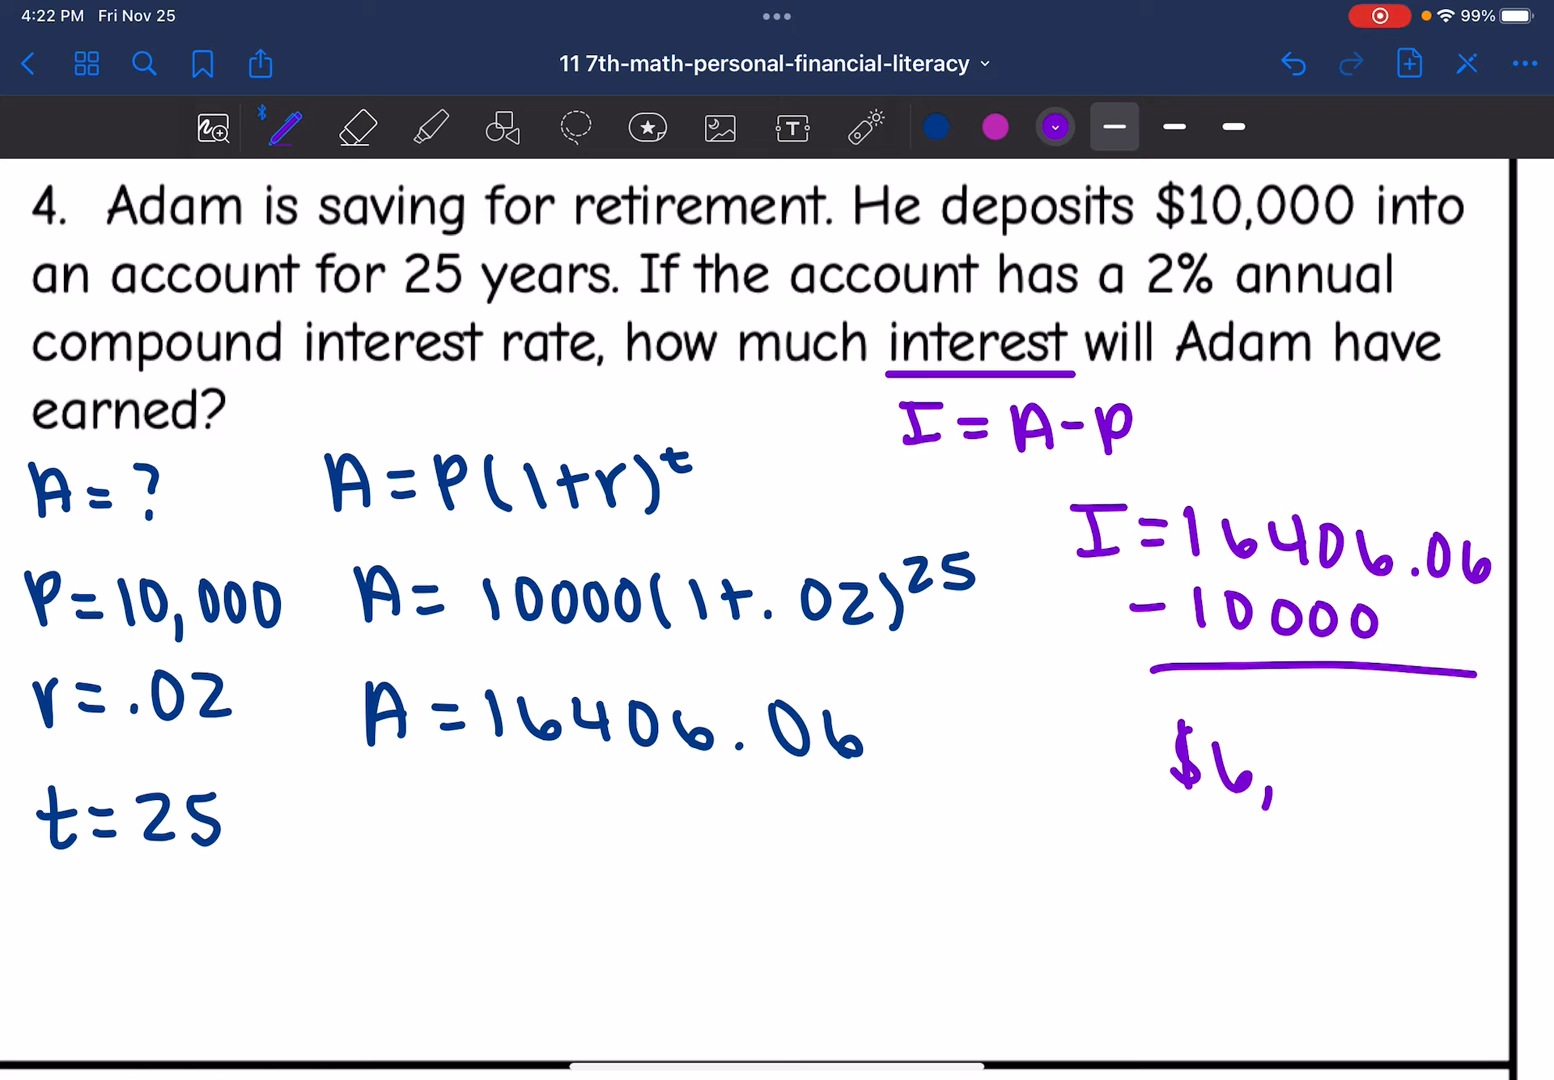 4:22 PM Fri Nov 25
99%
11 7th-math-personal-financial-literacy
T
4. Adam is saving for retirement. He deposits $10,000 into
an account for 25 years. If the account has a 2% annual
compound interest rate, how much interest will Adam have
earned?
I = A - P
A = ?
A = P(1+r)^t
I = 16406.06
P = 10,000
A = 10000(1+.02)^25
- 10000
r = .02
A = 16406.06
$6,
t = 25